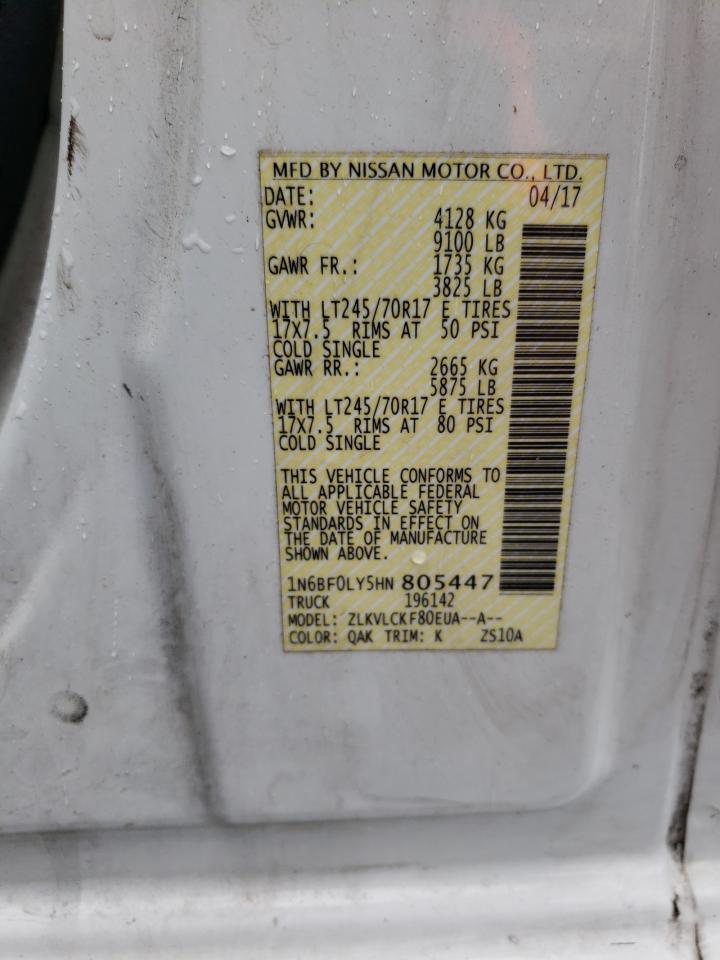 MFD BY NISSAN MOTOR CO., LTD.
DATE: 04/17
GVWR: 4128 KG
9100 LB
GAWR FR.: 1735 KG
3825 LB
WITH LT245/70R17 E TIRES
17X7.5 RIMS AT 50 PSI
COLD SINGLE
GAWR RR.: 2665 KG
5875 LB
WITH LT245/70R17 E TIRES
17X7.5 RIMS AT 80 PSI
COLD SINGLE
THIS VEHICLE CONFORMS TO
ALL APPLICABLE FEDERAL
MOTOR VEHICLE SAFETY
STANDARDS IN EFFECT ON
THE DATE OF MANUFACTURE
SHOWN ABOVE.
1N6BF0LY5HN 805447
TRUCK 196142
MODEL: ZLKVLCKF80EUA--A--
COLOR: QAK TRIM: K ZS10A